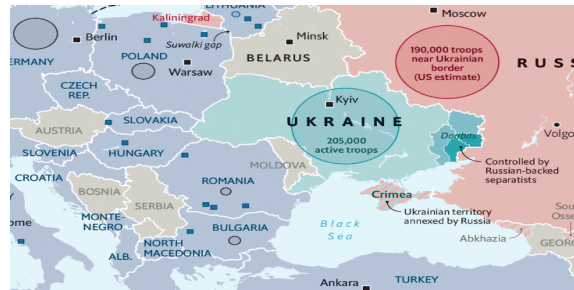 Moscow
Kaliningrad
LITHUANIA
Suwalki gap
Berlin
Minsk
190,000 troops
near Ukrainian
border
(US estimate)
RUSS
GERMANY
POLAND
Warsaw
BELARUS
CZECH
REP.
Kyiv
UKRAINE
205,000
active troops
Donbas
Volgo
SLOVAKIA
AUSTRIA
SLOVENIA
HUNGARY
MOLDOVA
Controlled by
Russian-backed
separatists
CROATIA
BOSNIA
SERBIA
ROMANIA
Crimea
Ukrainian territory
annexed by Russia
MONTE-
NEGRO
Black
Sea
Sou
Osse
Abkhazia
GEORG
BULGARIA
NORTH
MACEDONIA
ALB.
ome
Ankara
TURKEY